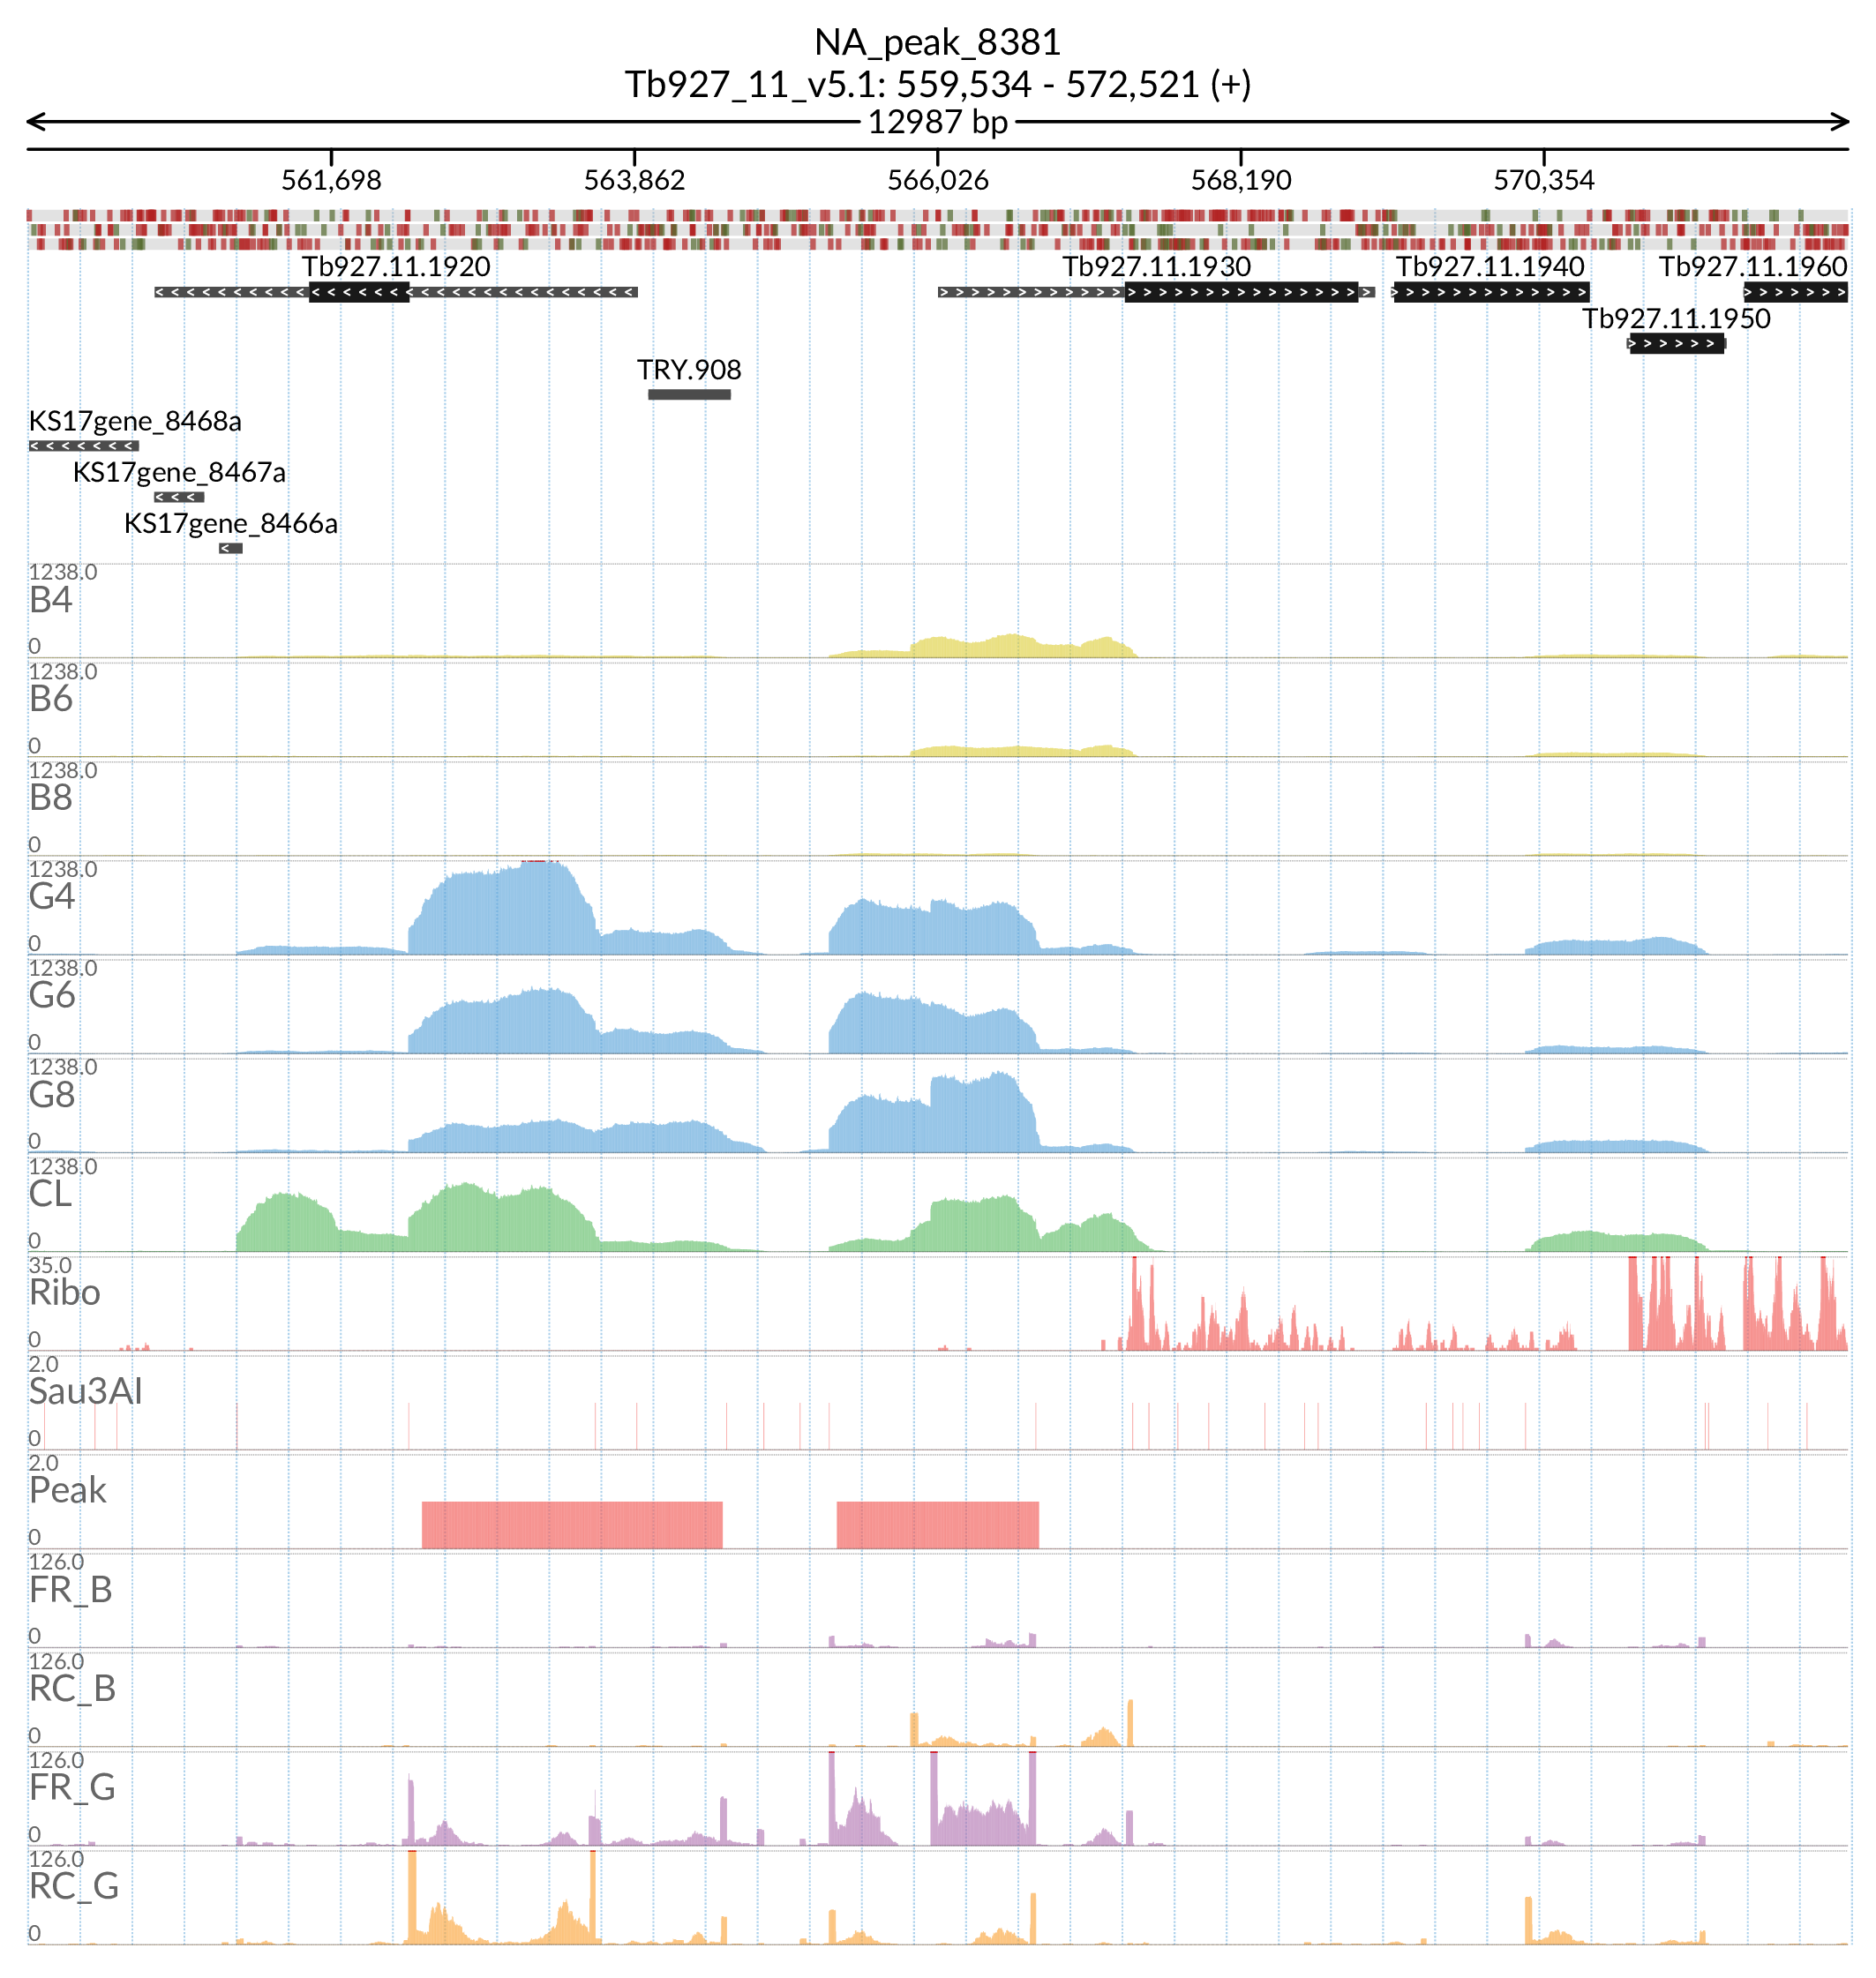 NA_peak_8381
Tb927_11_v5.1: 559,534 - 572,521 (+)
12987 bp
561,698 563,862 566,026 568,190 570,354
Tb927.11.1920 Tb927.11.1930 Tb927.11.1940 Tb927.11.1960
Tb927.11.1950
TRY.908
KS17gene_8468a
KS17gene_8467a
KS17gene_8466a
1238.0
B4
0
1238.0
B6
0
1238.0
B8
0
1238.0
G4
0
1238.0
G6
0
1238.0
G8
0
1238.0
CL
0
35.0
Ribo
0
2.0
Sau3AI
0
2.0
Peak
0
126.0
FR_B
0
126.0
RC_B
0
126.0
FR_G
0
126.0
RC_G
0